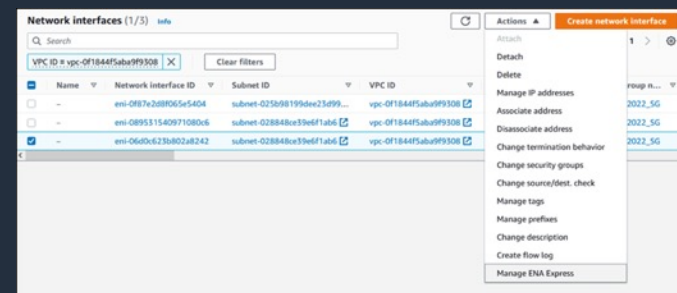 Network interfaces (1/3) Info
Actions ▲
Create network interface
Search
1
VPC ID = vpc-0f1844f5aba9f9308 X
Clear filters
Name Network interface ID Subnet ID VPC ID roup n...
– eni-0f87e2d8f065e5404 subnet-025b98199dee23d99... vpc-0f1844f5aba9f9308 2022_SG
– eni-089531540971080c6 subnet-028848ce39e6f1ab6 vpc-0f1844f5aba9f9308 2022_SG
– eni-06d0c623b802a8242 subnet-028848ce39e6f1ab6 vpc-0f1844f5aba9f9308 2022_SG
Attach
Detach
Delete
Manage IP addresses
Associate address
Disassociate address
Change termination behavior
Change security groups
Change source/dest. check
Manage tags
Manage prefixes
Change description
Create flow log
Manage ENA Express